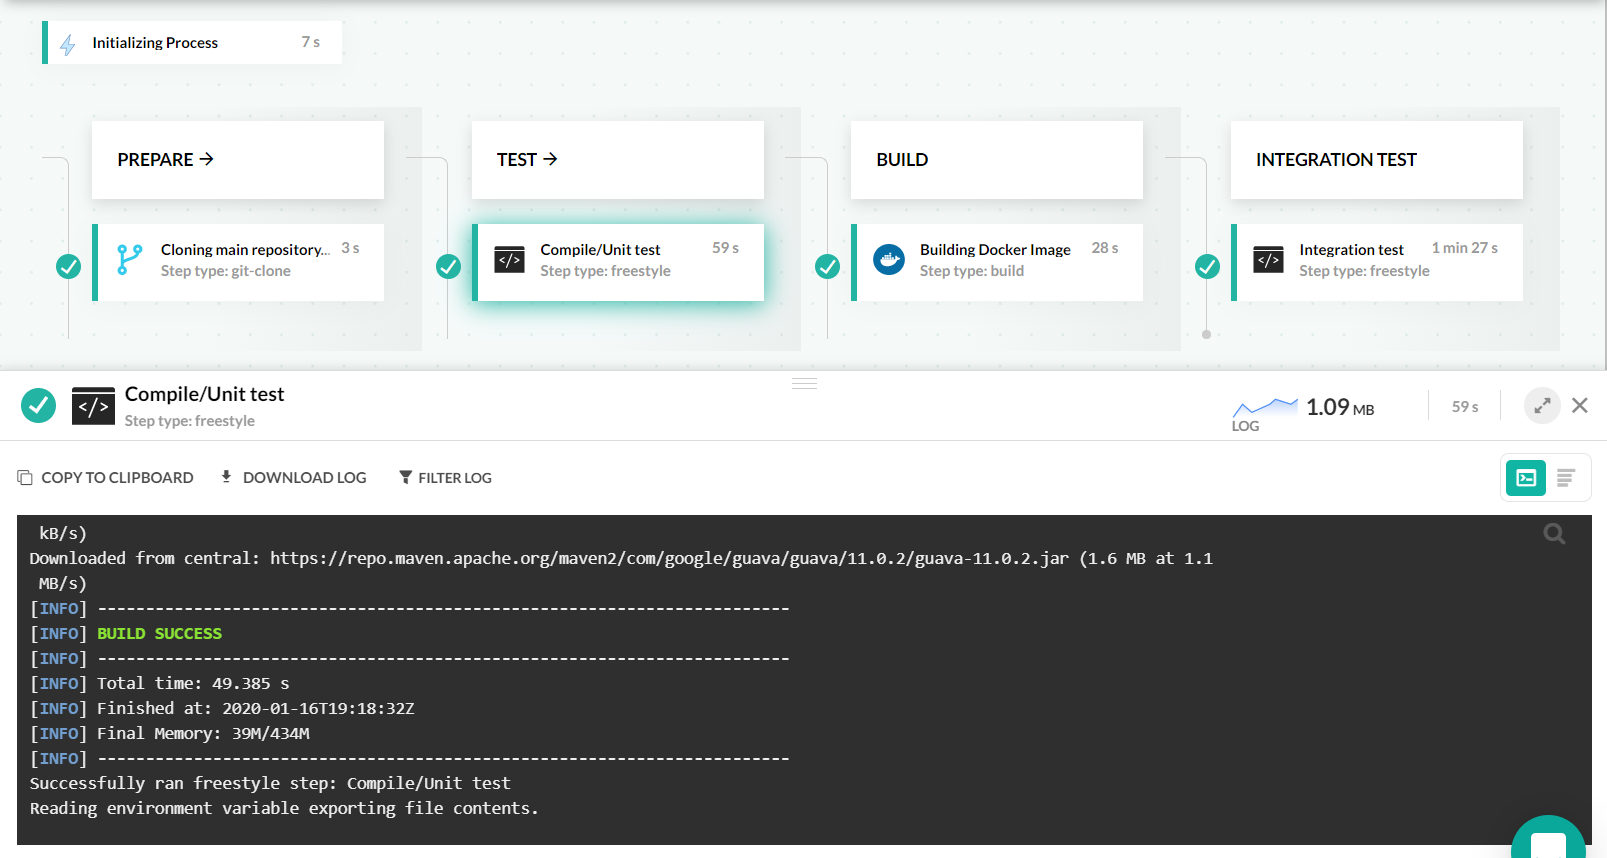 Initializing Process 7 s
PREPARE → TEST → BUILD INTEGRATION TEST
Cloning main repository... 3 s
Step type: git-clone
Compile/Unit test 59 s
Step type: freestyle
Building Docker Image 28 s
Step type: build
Integration test 1 min 27 s
Step type: freestyle
</> Compile/Unit test
Step type: freestyle
LOG 1.09 MB 59 s
COPY TO CLIPBOARD DOWNLOAD LOG FILTER LOG
kB/s)
Downloaded from central: https://repo.maven.apache.org/maven2/com/google/guava/guava/11.0.2/guava-11.0.2.jar (1.6 MB at 1.1
MB/s)
[INFO] ------------------------------------------------------------------------
[INFO] BUILD SUCCESS
[INFO] ------------------------------------------------------------------------
[INFO] Total time: 49.385 s
[INFO] Finished at: 2020-01-16T19:18:32Z
[INFO] Final Memory: 39M/434M
[INFO] ------------------------------------------------------------------------
Successfully ran freestyle step: Compile/Unit test
Reading environment variable exporting file contents.